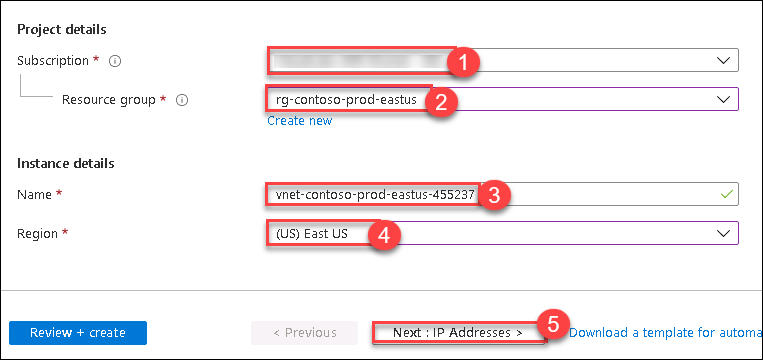 Project details
Subscription * 1
Resource group * rg-contoso-prod-eastus 2
Create new
Instance details
Name * vnet-contoso-prod-eastus-455237 3
Region * (US) East US 4
Review + create < Previous Next : IP Addresses > 5 Download a template for automa